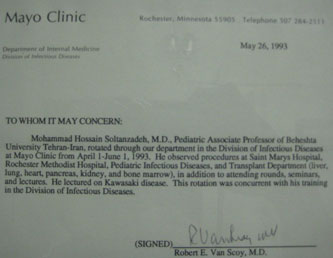 Mayo Clinic
Rochester, Minnesota 55905 Telephone 507 284-2511
Department of Internal Medicine
Division of Infectious Diseases
May 26, 1993
TO WHOM IT MAY CONCERN:
Mohammad Hossain Soltanzadeh, M.D., Pediatric Associate Professor of Beheshta
University Tehran-Iran, rotated through our department in the Division of Infectious Diseases
at Mayo Clinic from April 1-June 1, 1993. He observed procedures at Saint Marys Hospital,
Rochester Methodist Hospital, Pediatric Infectious Diseases, and Transplant Department (liver,
lung, heart, pancreas, kidney, and bone marrow), in addition to attending rounds, seminars,
and lectures. He lectured on Kawasaki disease. This rotation was concurrent with his training
in the Division of Infectious Diseases.
(SIGNED)
Robert E. Van Scoy, M.D.